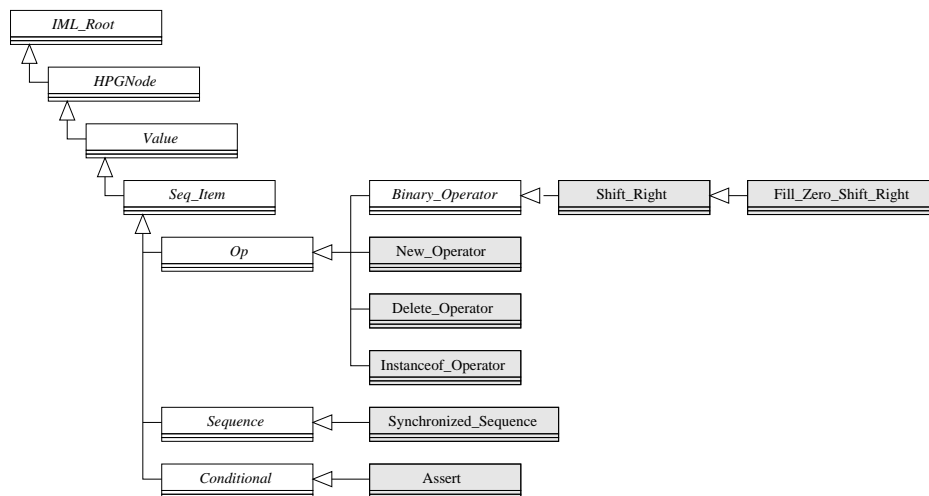 IML_Root
HPGNode
Value
Seq_Item
Binary_Operator
Shift_Right
Fill_Zero_Shift_Right
Op
New_Operator
Delete_Operator
Instanceof_Operator
Sequence
Synchronized_Sequence
Conditional
Assert